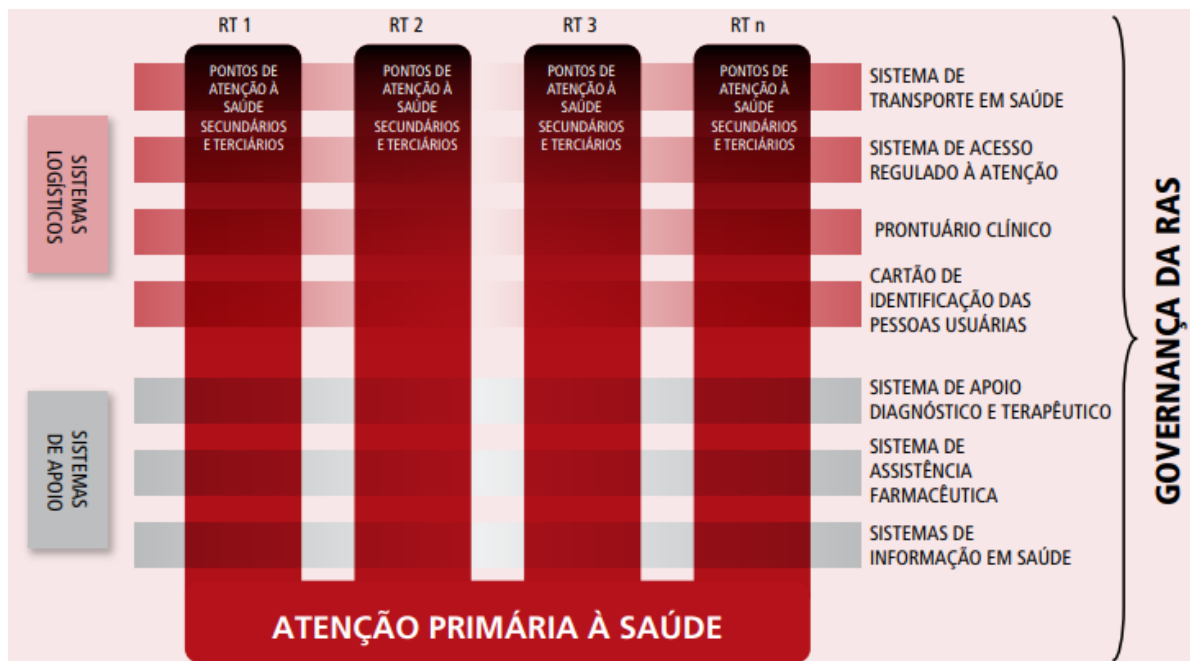 RT 1
RT 2
RT 3
RT n
PONTOS DE
ATENÇÃO À
SAÚDE
SECUNDÁRIOS
E TERCIÁRIOS
PONTOS DE
ATENÇÃO À
SAÚDE
SECUNDÁRIOS
E TERCIÁRIOS
PONTOS DE
ATENÇÃO À
SAÚDE
SECUNDÁRIOS
E TERCIÁRIOS
PONTOS DE
ATENÇÃO À
SAÚDE
SECUNDÁRIOS
E TERCIÁRIOS
SISTEMAS
LOGÍSTICOS
SISTEMA DE
TRANSPORTE EM SAÚDE
SISTEMA DE ACESSO
REGULADO À ATENÇÃO
PRONTUÁRIO CLÍNICO
CARTÃO DE
IDENTIFICAÇÃO DAS
PESSOAS USUÁRIAS
SISTEMAS
DE APOIO
SISTEMA DE APOIO
DIAGNÓSTICO E TERAPÊUTICO
SISTEMA DE
ASSISTÊNCIA
FARMACÊUTICA
SISTEMAS DE
INFORMAÇÃO EM SAÚDE
GOVERNANÇA DA RAS
ATENÇÃO PRIMÁRIA À SAÚDE